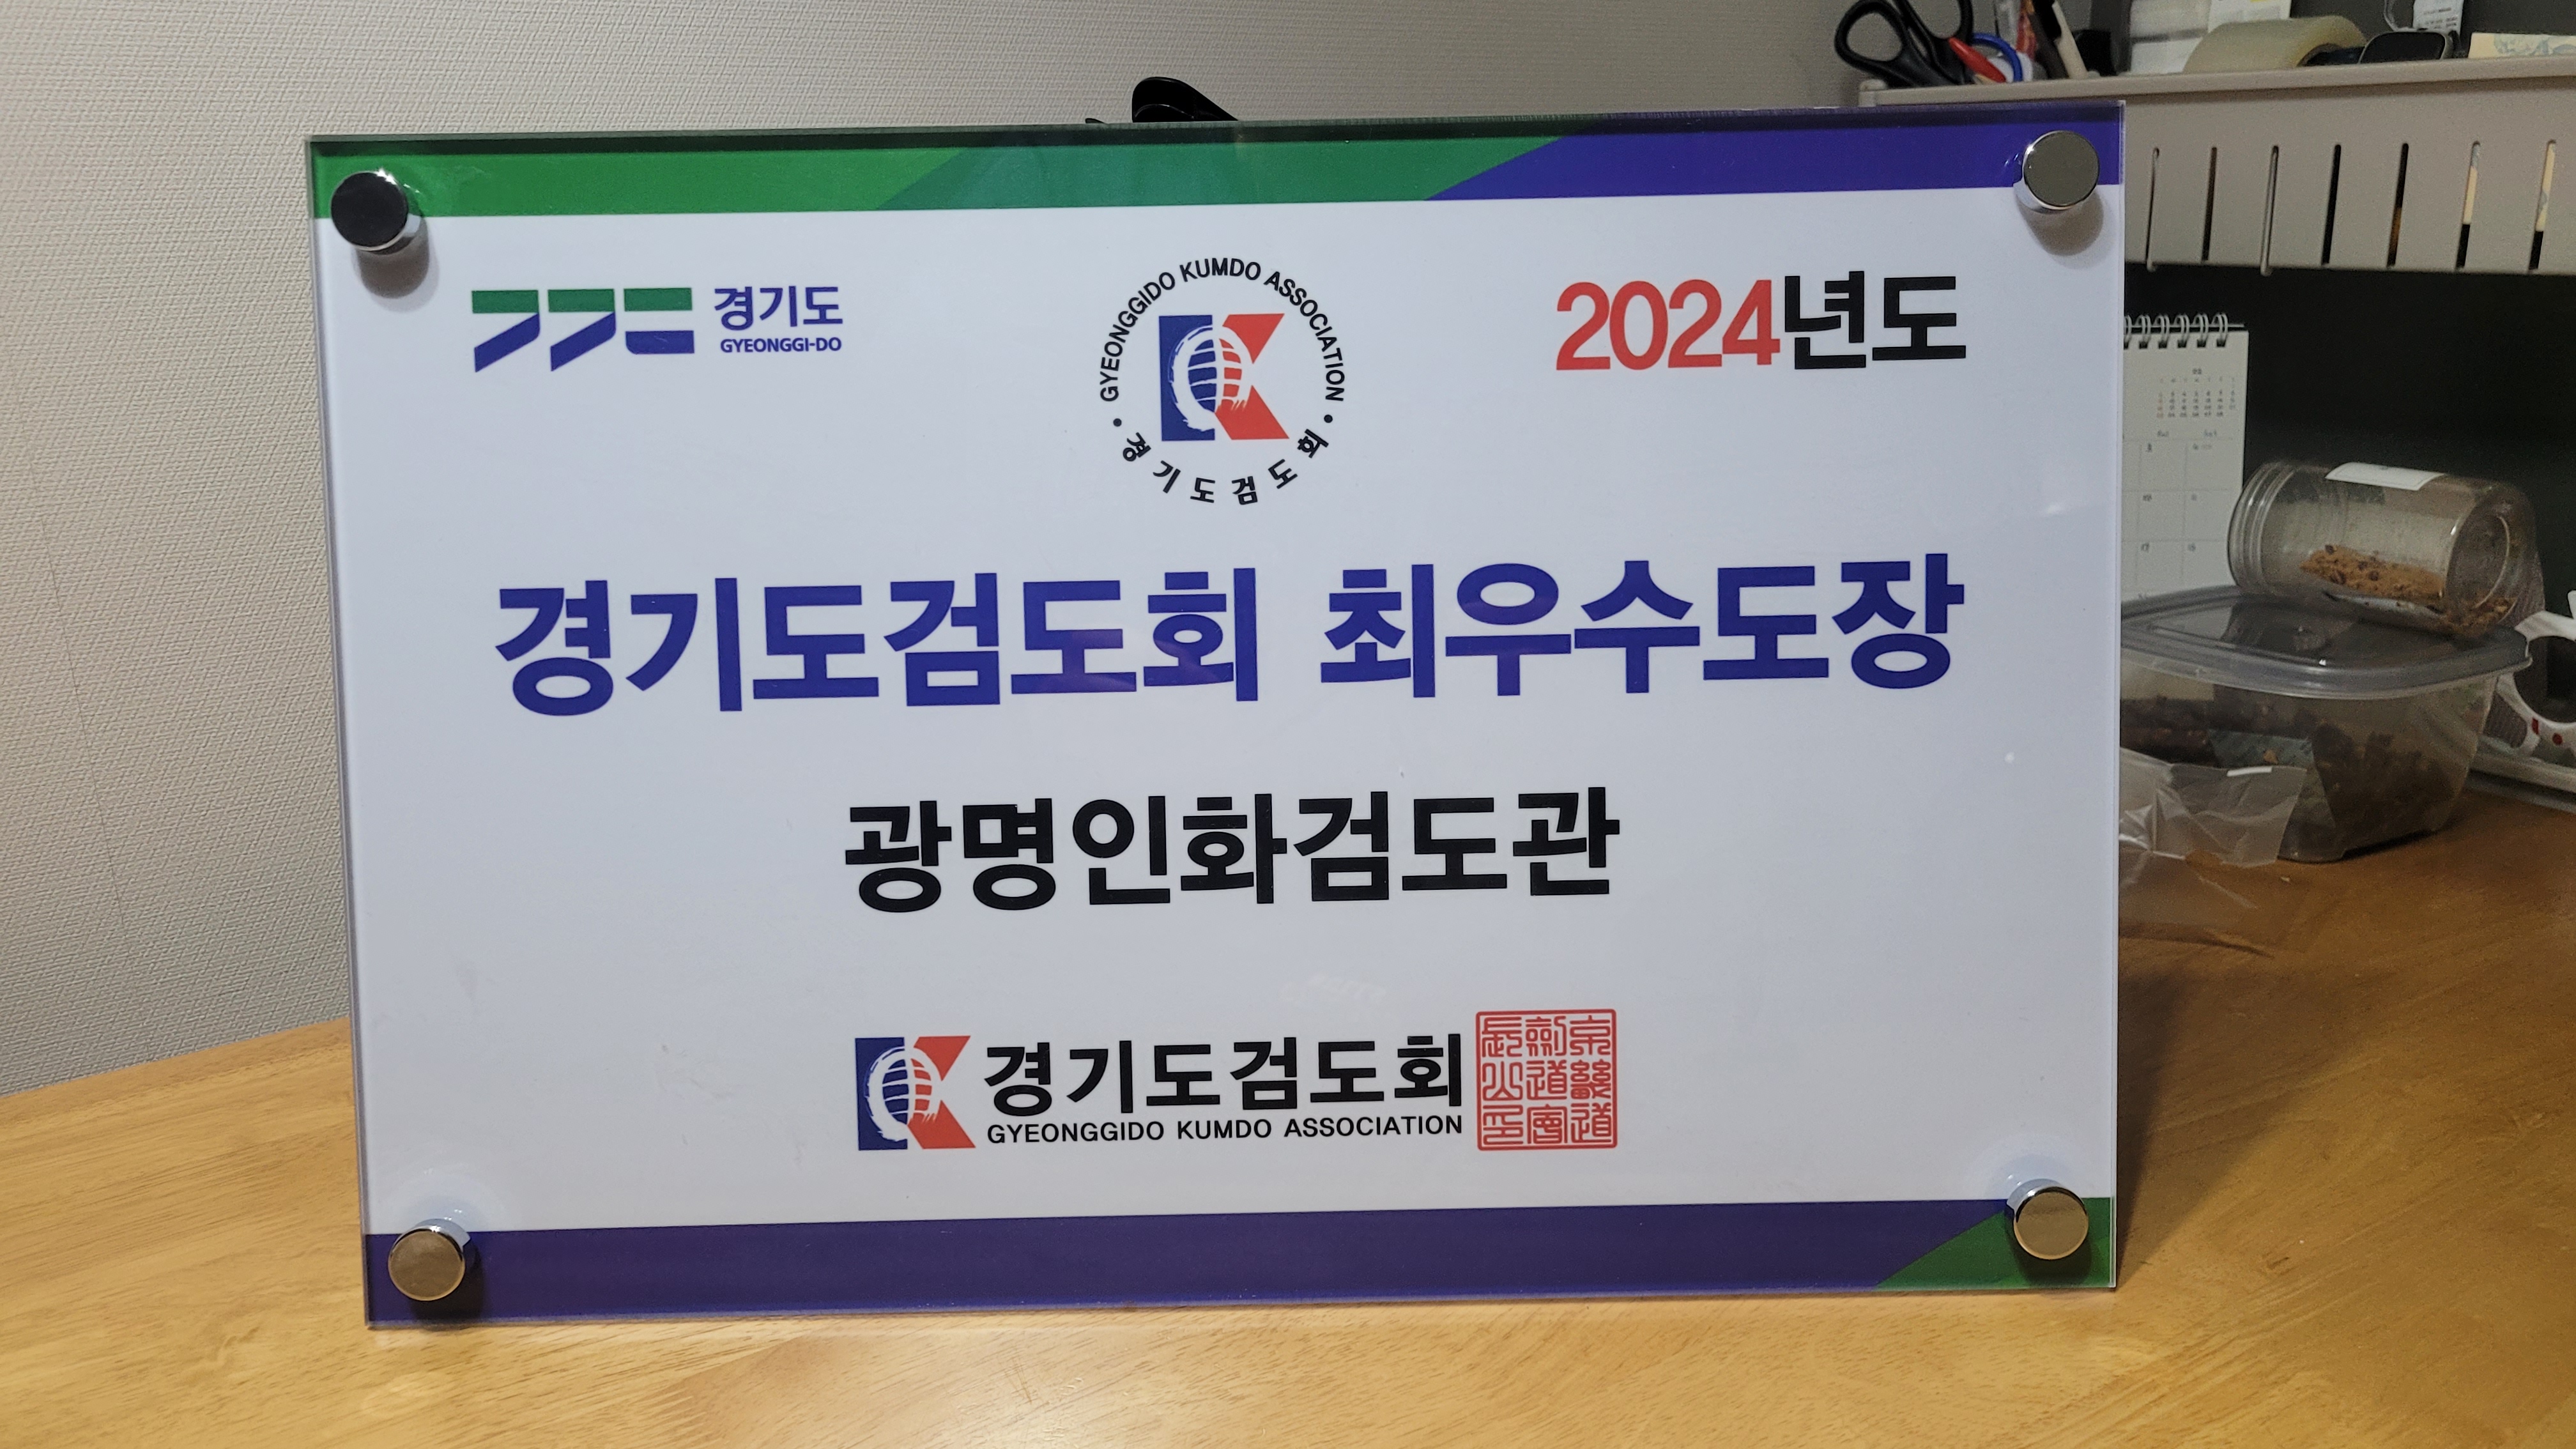 경기도
GYEONGGI-DO
GYEONGGIDO KUMDO ASSOCIATION
경기도검도회
2024년도
경기도검도회 최우수도장
광명인화검도관
경기도검도회
GYEONGGIDO KUMDO ASSOCIATION